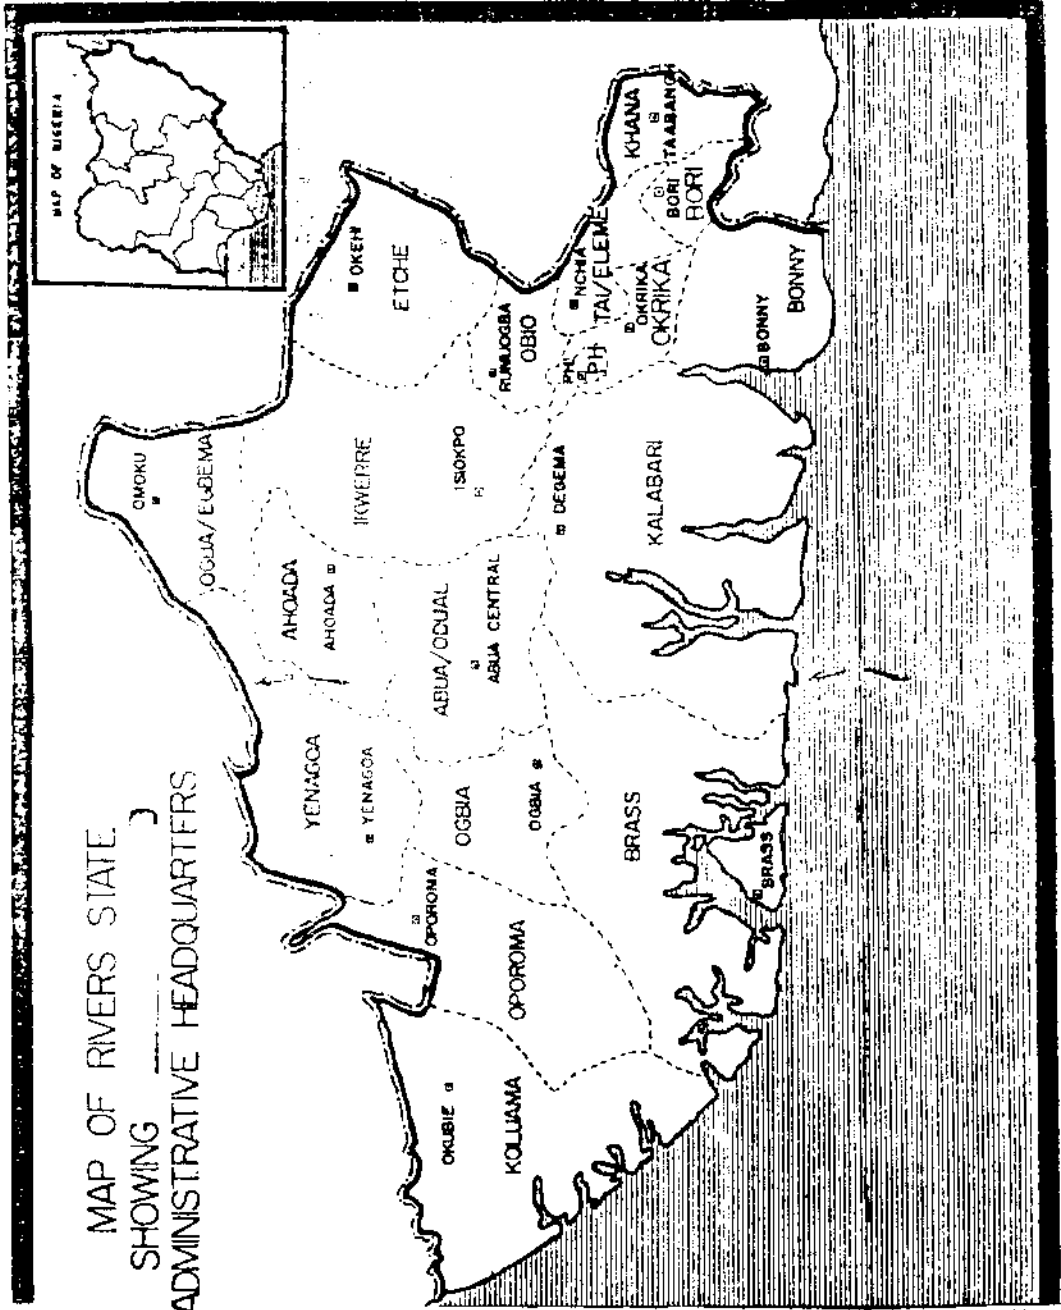 MAP OF RIVERS STATE
SHOWING
ADMINISTRATIVE HEADQUARTERS
MAP OF NIGERIA
OMOKU
OGUA/EGBEMA
OKEHI
ETCHE
AHOADA
AHOADA
IKWERRE
ISIOKPO
RUMUOGBA
OBIO
PH
PH
NCHIA
TAI/ELEME
OKRIKA
OKRIKA
KHANA
TAABANGH
BORI
BORI
BONNY
BONNY
YENAGOA
YENAGOA
ABUA/ODUAL
ABUA CENTRAL
DEGEMA
KALABARI
OGBIA
OGBIA
BRASS
BRASS
OPOROMA
OPOROMA
OKUBIE
KOLUAMA